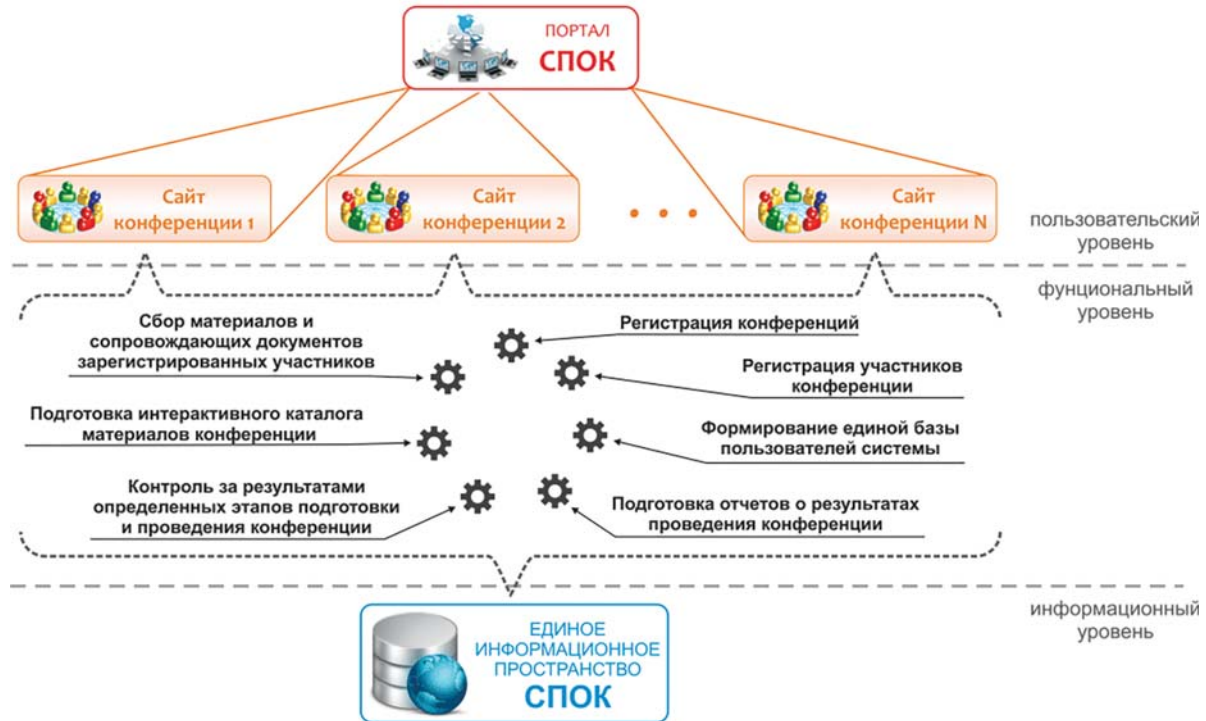 ПОРТАЛ
СПОК
Сайт
конференции 1
Сайт
конференции 2
. . .
Сайт
конференции N
пользовательский
уровень
фунциональный
уровень
Сбор материалов и
сопровождающих документов
зарегистрированных участников
Регистрация конференций
Регистрация участников
конференции
Подготовка интерактивного каталога
материалов конференции
Формирование единой базы
пользователей системы
Контроль за результатами
определенных этапов подготовки
и проведения конференции
Подготовка отчетов о результатах
проведения конференции
информационный
уровень
ЕДИНОЕ
ИНФОРМАЦИОННОЕ
ПРОСТРАНСТВО
СПОК